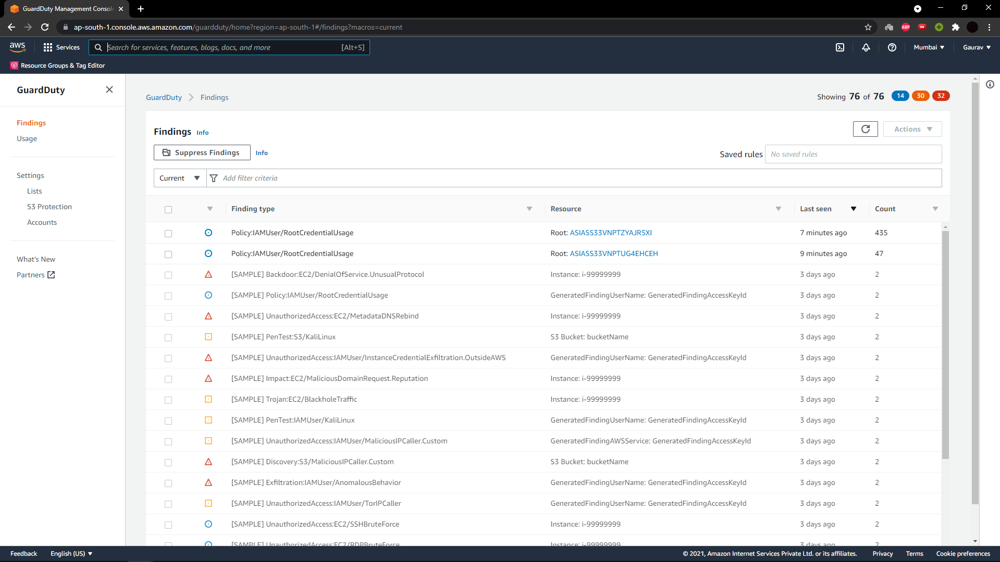 GuardDuty Management Console
ap-south-1.console.aws.amazon.com/guardduty/home?region=ap-south-1#/findings?macros=current
ABP
aws
Services
Search for services, features, blogs, docs, and more
[Alt+S]
Mumbai
Gaurav
Resource Groups & Tag Editor
GuardDuty
Findings
Usage
Settings
Lists
S3 Protection
Accounts
What's New
Partners
GuardDuty
Findings
Showing 76 of 76
14
30
32
Findings Info
Actions
Suppress Findings
Info
Saved rules
No saved rules
Current
Add filter criteria
Finding type Resource Last seen Count
Policy:IAMUser/RootCredentialUsage Root: ASIASS33VNPTZYAJR5XI 7 minutes ago 435
Policy:IAMUser/RootCredentialUsage Root: ASIASS33VNPTUG4EHCEH 9 minutes ago 47
[SAMPLE] Backdoor:EC2/DenialOfService.UnusualProtocol Instance: i-99999999 3 days ago 2
[SAMPLE] Policy:IAMUser/RootCredentialUsage GeneratedFindingUserName: GeneratedFindingAccessKeyId 3 days ago 2
[SAMPLE] UnauthorizedAccess:EC2/MetadataDNSRebind Instance: i-99999999 3 days ago 2
[SAMPLE] PenTest:S3/KaliLinux S3 Bucket: bucketName 3 days ago 2
[SAMPLE] UnauthorizedAccess:IAMUser/InstanceCredentialExfiltration.OutsideAWS GeneratedFindingUserName: GeneratedFindingAccessKeyId 3 days ago 2
[SAMPLE] Impact:EC2/MaliciousDomainRequest.Reputation Instance: i-99999999 3 days ago 2
[SAMPLE] Trojan:EC2/BlackholeTraffic Instance: i-99999999 3 days ago 2
[SAMPLE] PenTest:IAMUser/KaliLinux GeneratedFindingUserName: GeneratedFindingAccessKeyId 3 days ago 2
[SAMPLE] UnauthorizedAccess:IAMUser/MaliciousIPCaller.Custom GeneratedFindingAWSService: GeneratedFindingAccessKeyId 3 days ago 2
[SAMPLE] Discovery:S3/MaliciousIPCaller.Custom S3 Bucket: bucketName 3 days ago 2
[SAMPLE] Exfiltration:IAMUser/AnomalousBehavior GeneratedFindingUserName: GeneratedFindingAccessKeyId 3 days ago 2
[SAMPLE] UnauthorizedAccess:IAMUser/TorIPCaller GeneratedFindingUserName: GeneratedFindingAccessKeyId 3 days ago 2
[SAMPLE] UnauthorizedAccess:EC2/SSHBruteForce Instance: i-99999999 3 days ago 2
[SAMPLE] UnauthorizedAccess:EC2/RDPBruteForce Instance: i-99999999 3 days ago 2
Feedback
English (US)
© 2021, Amazon Internet Services Private Ltd. or its affiliates.
Privacy
Terms
Cookie preferences